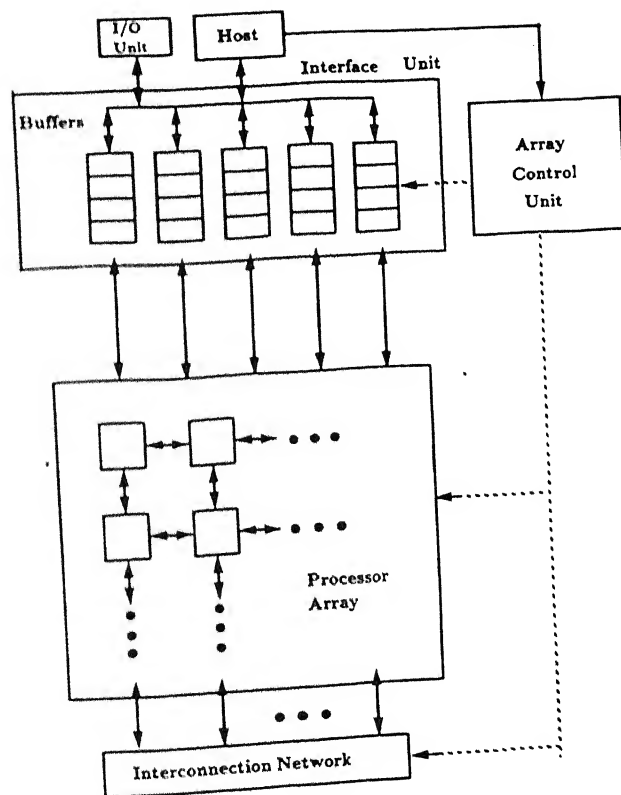 I/O
Unit
Host
Interface Unit
Buffers
Array
Control
Unit
Processor
Array
Interconnection Network